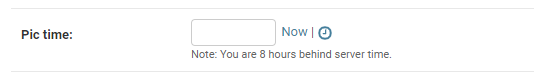 Pic time: Now |
Note: You are 8 hours behind server time.